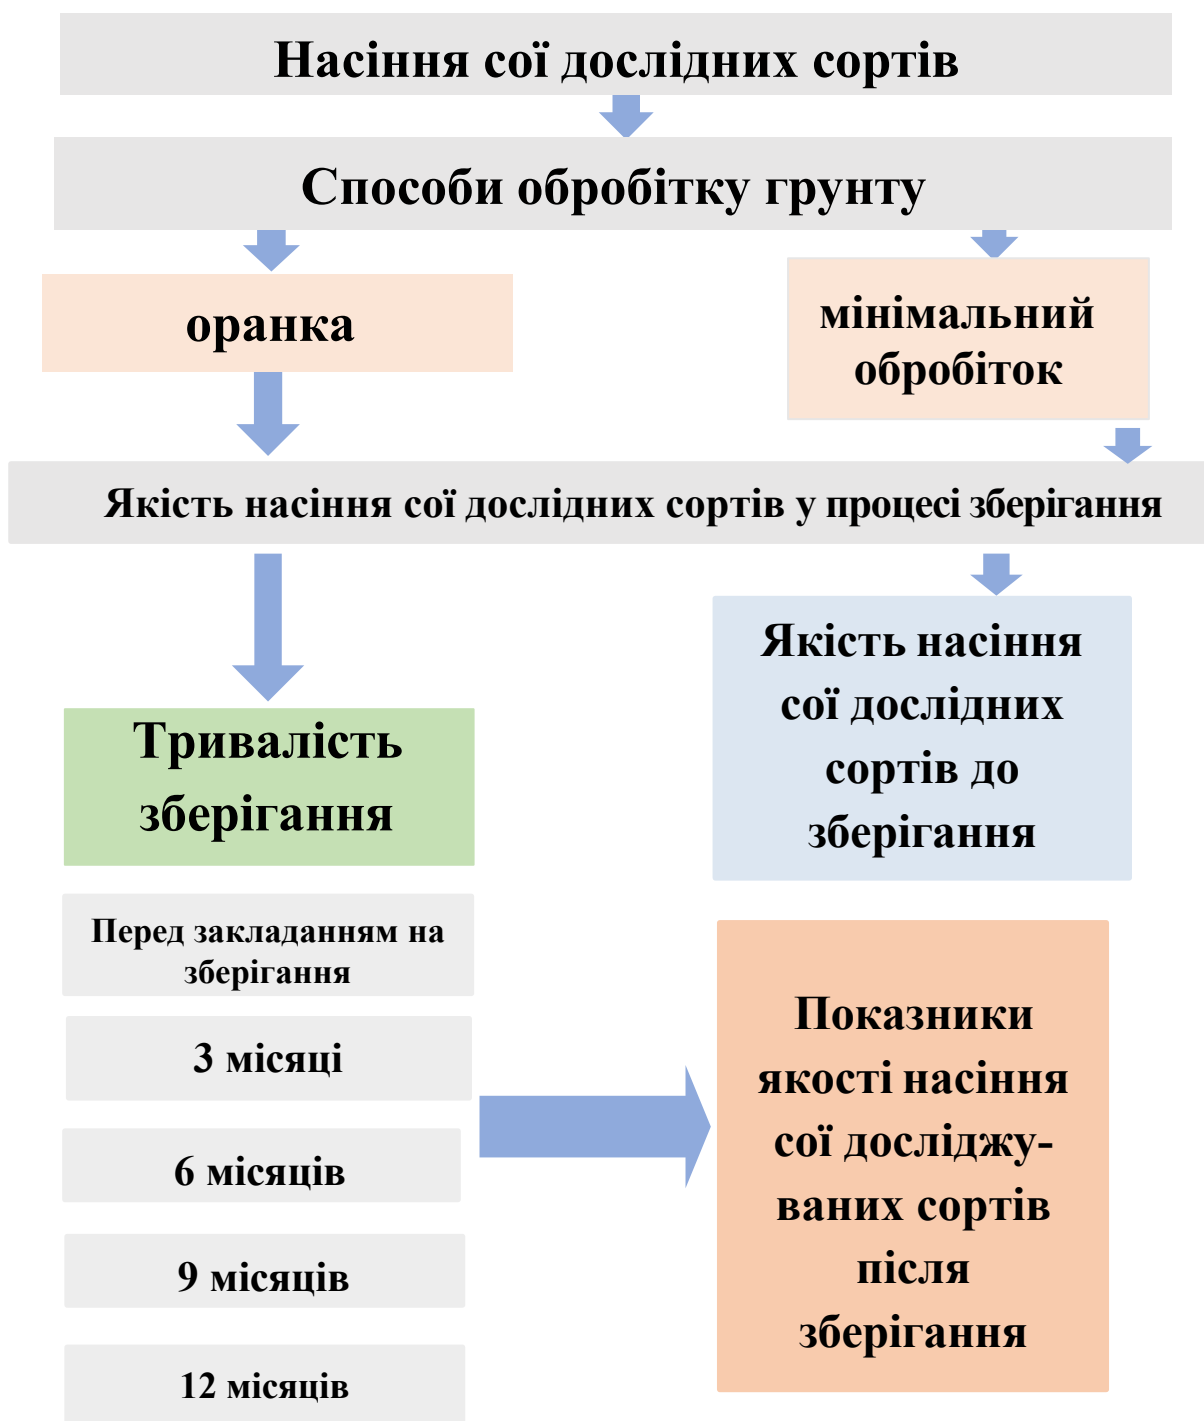 Насіння сої дослідних сортів
Способи обробітку грунту
оранка
мінімальний
обробіток
Якість насіння сої дослідних сортів у процесі зберігання
Якість насіння
сої дослідних
сортів до
зберігання
Тривалість
зберігання
Перед закладанням на
зберігання
3 місяці
6 місяців
9 місяців
12 місяців
Показники
якості насіння
сої досліджу-
ваних сортів
після
зберігання